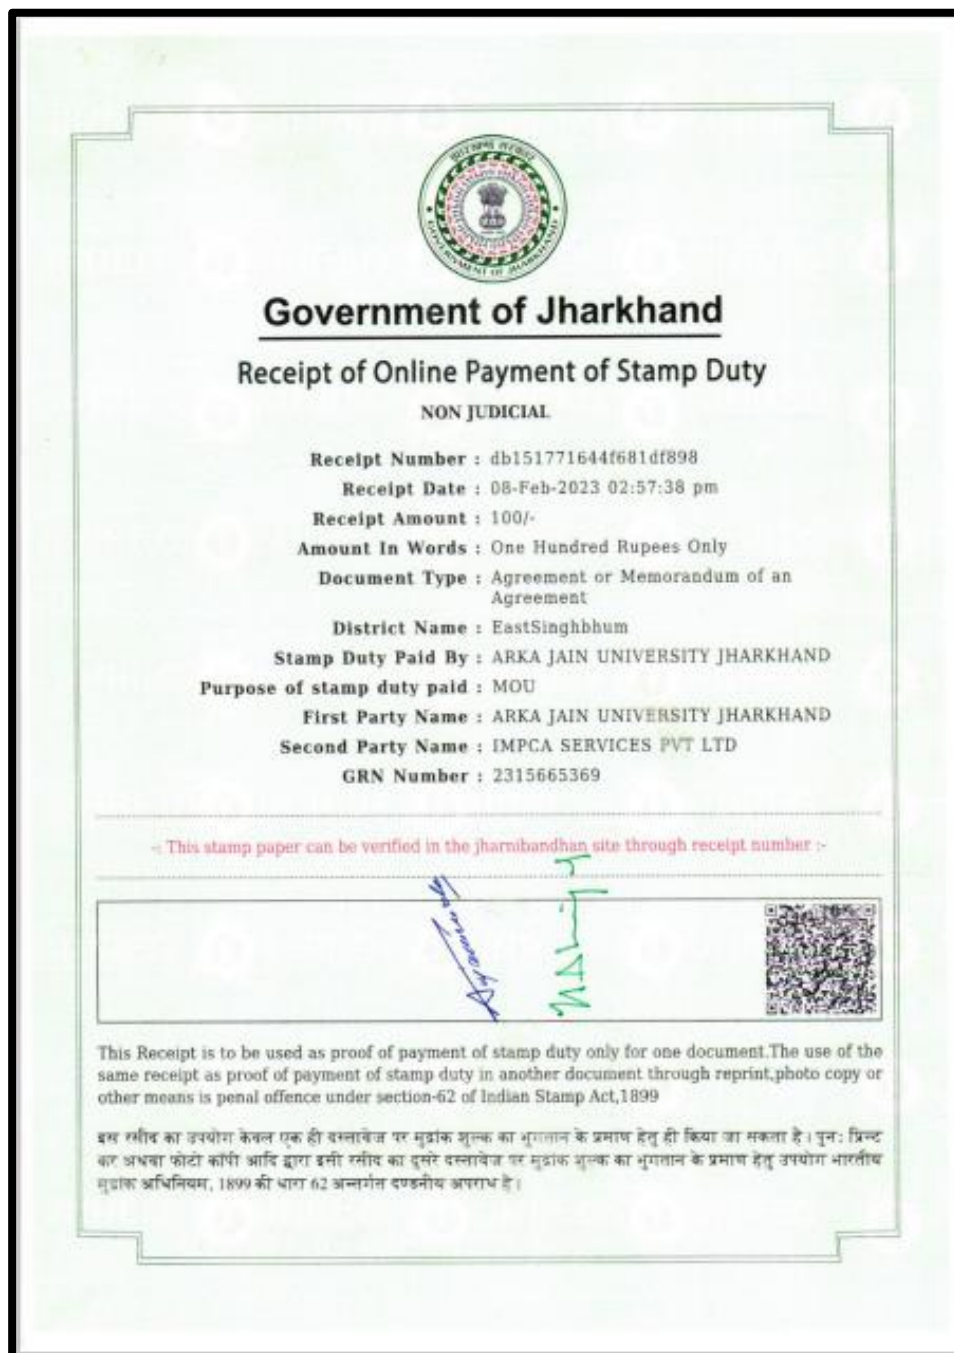 झारखण्ड सरकार
GOVERNMENT OF JHARKHAND
Government of Jharkhand
Receipt of Online Payment of Stamp Duty
NON JUDICIAL
Receipt Number : db151771644f681df898
Receipt Date : 08-Feb-2023 02:57:38 pm
Receipt Amount : 100/-
Amount In Words : One Hundred Rupees Only
Document Type : Agreement or Memorandum of an
Agreement
District Name : EastSinghbhum
Stamp Duty Paid By : ARKA JAIN UNIVERSITY JHARKHAND
Purpose of stamp duty paid : MOU
First Party Name : ARKA JAIN UNIVERSITY JHARKHAND
Second Party Name : IMPCA SERVICES PVT LTD
GRN Number : 2315665369
-: This stamp paper can be verified in the jharnibandhan site through receipt number :-
This Receipt is to be used as proof of payment of stamp duty only for one document.The use of the
same receipt as proof of payment of stamp duty in another document through reprint,photo copy or
other means is penal offence under section-62 of Indian Stamp Act,1899
इस रसीद का उपयोग केवल एक ही दस्तावेज पर मुद्रांक शुल्क का भुगतान के प्रमाण हेतु ही किया जा सकता है। पुन: प्रिन्ट
कर अथवा फोटो कॉपी आदि द्वारा इसी रसीद का दुसरे दस्तावेज पर मुद्रांक शुल्क का भुगतान के प्रमाण हेतु उपयोग भारतीय
मुद्रांक अधिनियम, 1899 की धारा 62 अन्तर्गत दण्डनीय अपराध है।